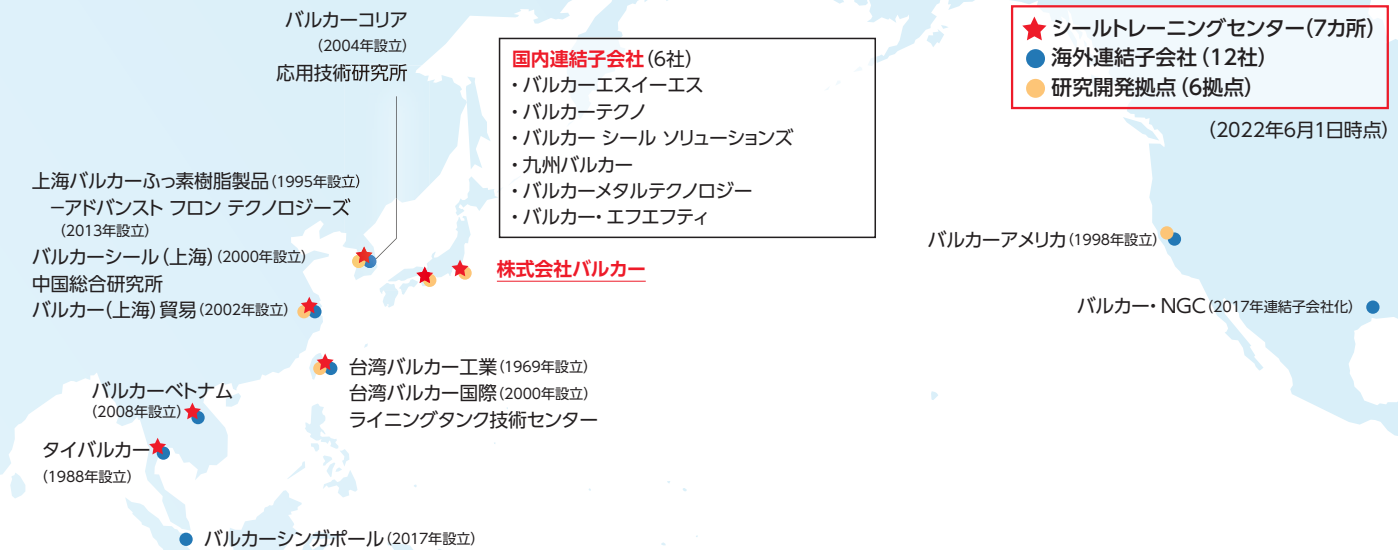 バルカーコリア
(2004年設立)
応用技術研究所
国内連結子会社 (6社)
・バルカーエスイーエス
・バルカーテクノ
・バルカー シール ソリューションズ
・九州バルカー
・バルカーメタルテクノロジー
・バルカー・エフエフティ
シールトレーニングセンター(7カ所)
海外連結子会社 (12社)
研究開発拠点 (6拠点)
(2022年6月1日時点)
上海バルカーふっ素樹脂製品 (1995年設立)
ーアドバンスト フロン テクノロジーズ
(2013年設立)
バルカーシール (上海) (2000年設立)
中国総合研究所
バルカー(上海) 貿易 (2002年設立)
株式会社バルカー
バルカーアメリカ (1998年設立)
バルカー・NGC (2017年連結子会社化)
台湾バルカー工業 (1969年設立)
台湾バルカー国際 (2000年設立)
ライニングタンク技術センター
バルカーベトナム
(2008年設立)
タイバルカー
(1988年設立)
バルカーシンガポール (2017年設立)